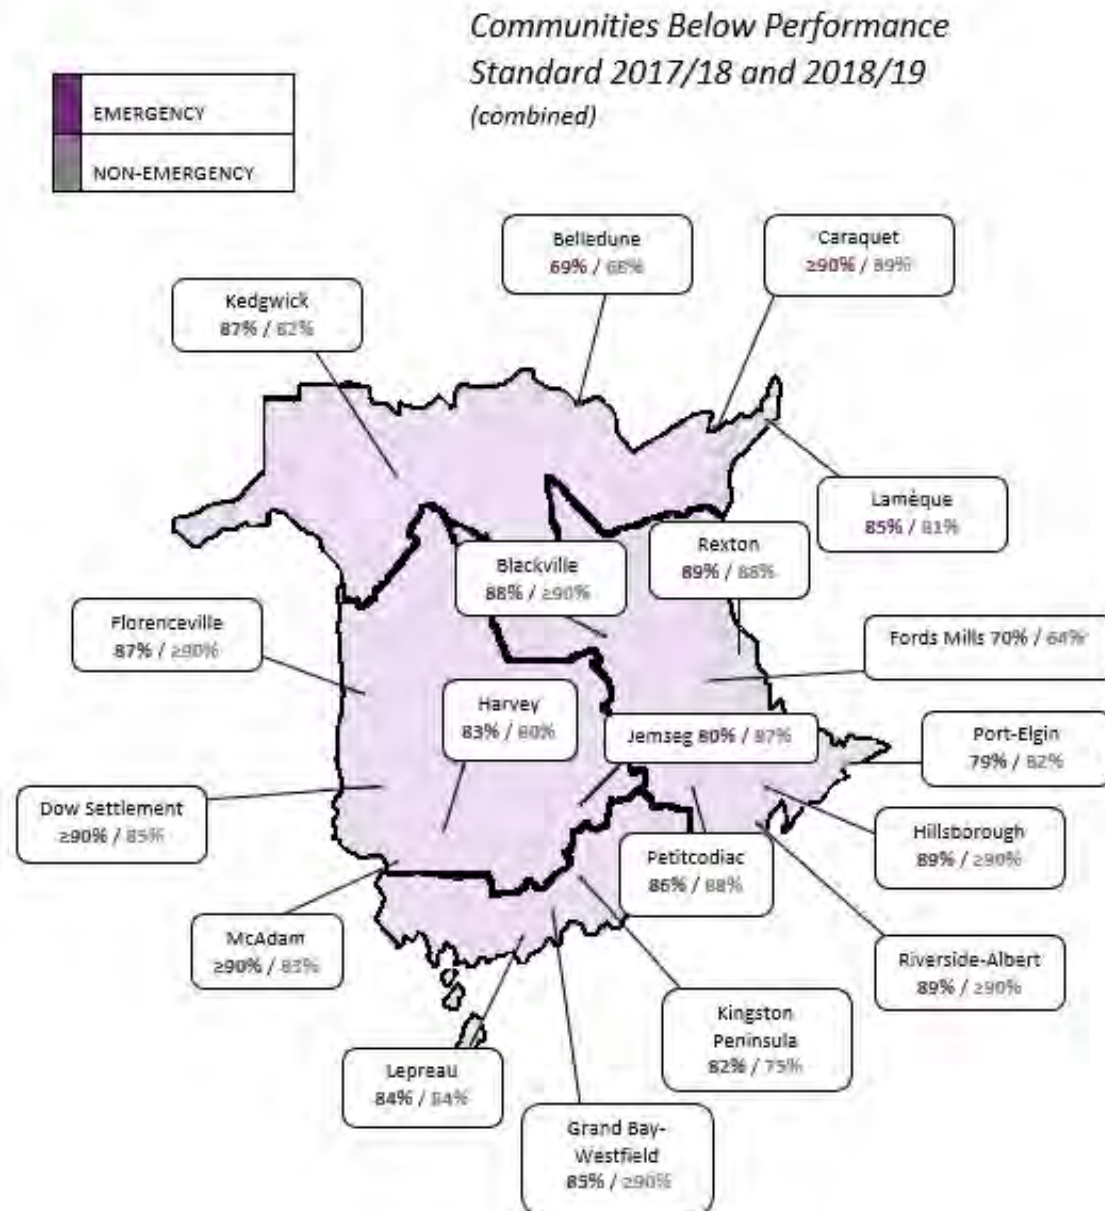 Communities Below Performance
Standard 2017/18 and 2018/19
(combined)
EMERGENCY
NON-EMERGENCY
Belledune
69% / 68%
Caraquet
≥90% / 89%
Kedgwick
87% / 82%
Lamèque
85% / 81%
Rexton
89% / 88%
Blackville
88% / ≥90%
Florenceville
87% / ≥90%
Fords Mills 70% / 64%
Harvey
83% / 80%
Jemseg 80% / 87%
Port-Elgin
79% / 82%
Dow Settlement
≥90% / 85%
Hillsborough
89% / ≥90%
Petitcodiac
86% / 88%
McAdam
≥90% / 83%
Riverside-Albert
89% / ≥90%
Kingston
Peninsula
82% / 75%
Lepreau
84% / 84%
Grand Bay-
Westfield
85% / ≥90%